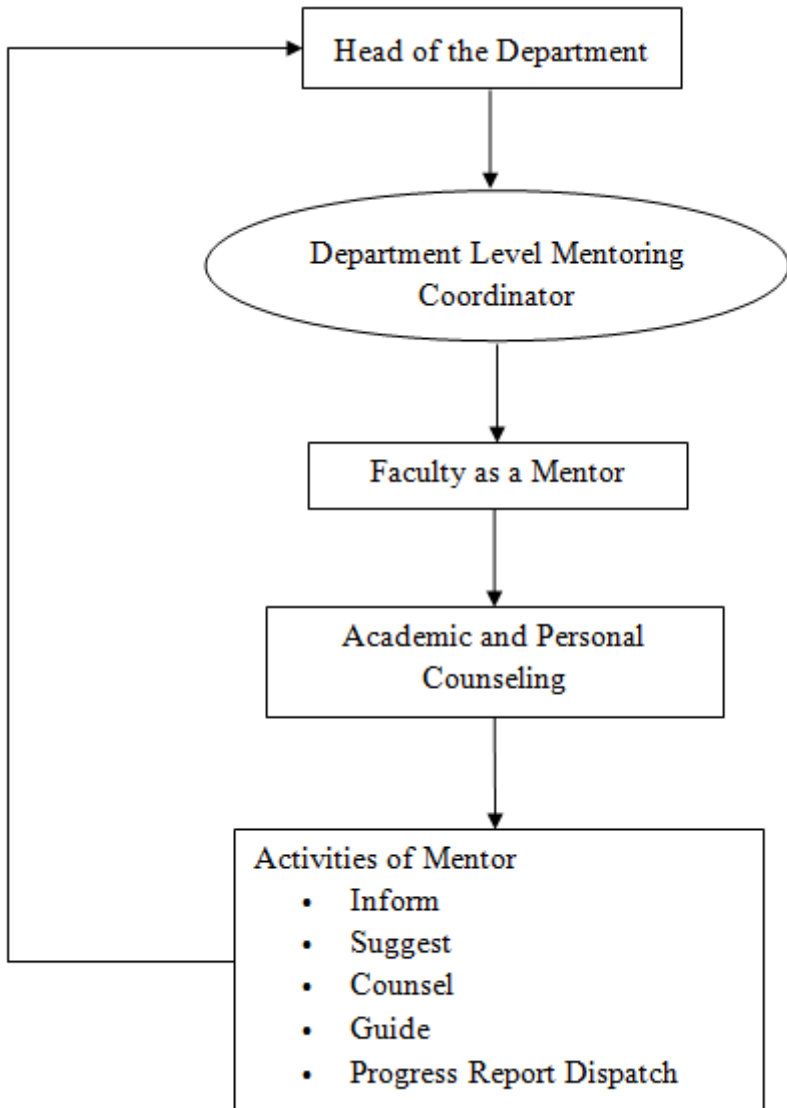 Head of the Department
Department Level Mentoring
Coordinator
Faculty as a Mentor
Academic and Personal
Counseling
Activities of Mentor
• Inform
• Suggest
• Counsel
• Guide
• Progress Report Dispatch